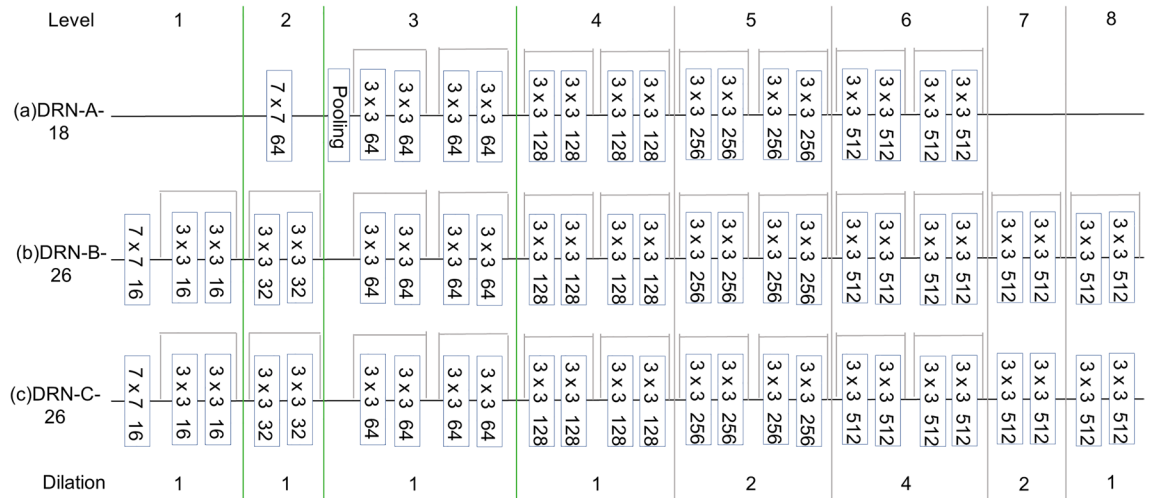 Level 1 2 3 4 5 6 7 8
(a)DRN-A-
18
7 x 7 64
Pooling
3 x 3 64
3 x 3 64
3 x 3 64
3 x 3 64
3 x 3 128
3 x 3 128
3 x 3 128
3 x 3 128
3 x 3 256
3 x 3 256
3 x 3 256
3 x 3 256
3 x 3 512
3 x 3 512
3 x 3 512
3 x 3 512
(b)DRN-B-
26
7 x 7 16
3 x 3 16
3 x 3 16
3 x 3 32
3 x 3 32
3 x 3 64
3 x 3 64
3 x 3 64
3 x 3 64
3 x 3 128
3 x 3 128
3 x 3 128
3 x 3 128
3 x 3 256
3 x 3 256
3 x 3 256
3 x 3 256
3 x 3 512
3 x 3 512
3 x 3 512
3 x 3 512
3 x 3 512
3 x 3 512
3 x 3 512
3 x 3 512
(c)DRN-C-
26
7 x 7 16
3 x 3 16
3 x 3 16
3 x 3 32
3 x 3 32
3 x 3 64
3 x 3 64
3 x 3 64
3 x 3 64
3 x 3 128
3 x 3 128
3 x 3 128
3 x 3 128
3 x 3 256
3 x 3 256
3 x 3 256
3 x 3 256
3 x 3 512
3 x 3 512
3 x 3 512
3 x 3 512
3 x 3 512
3 x 3 512
3 x 3 512
3 x 3 512
Dilation 1 1 1 1 2 4 2 1